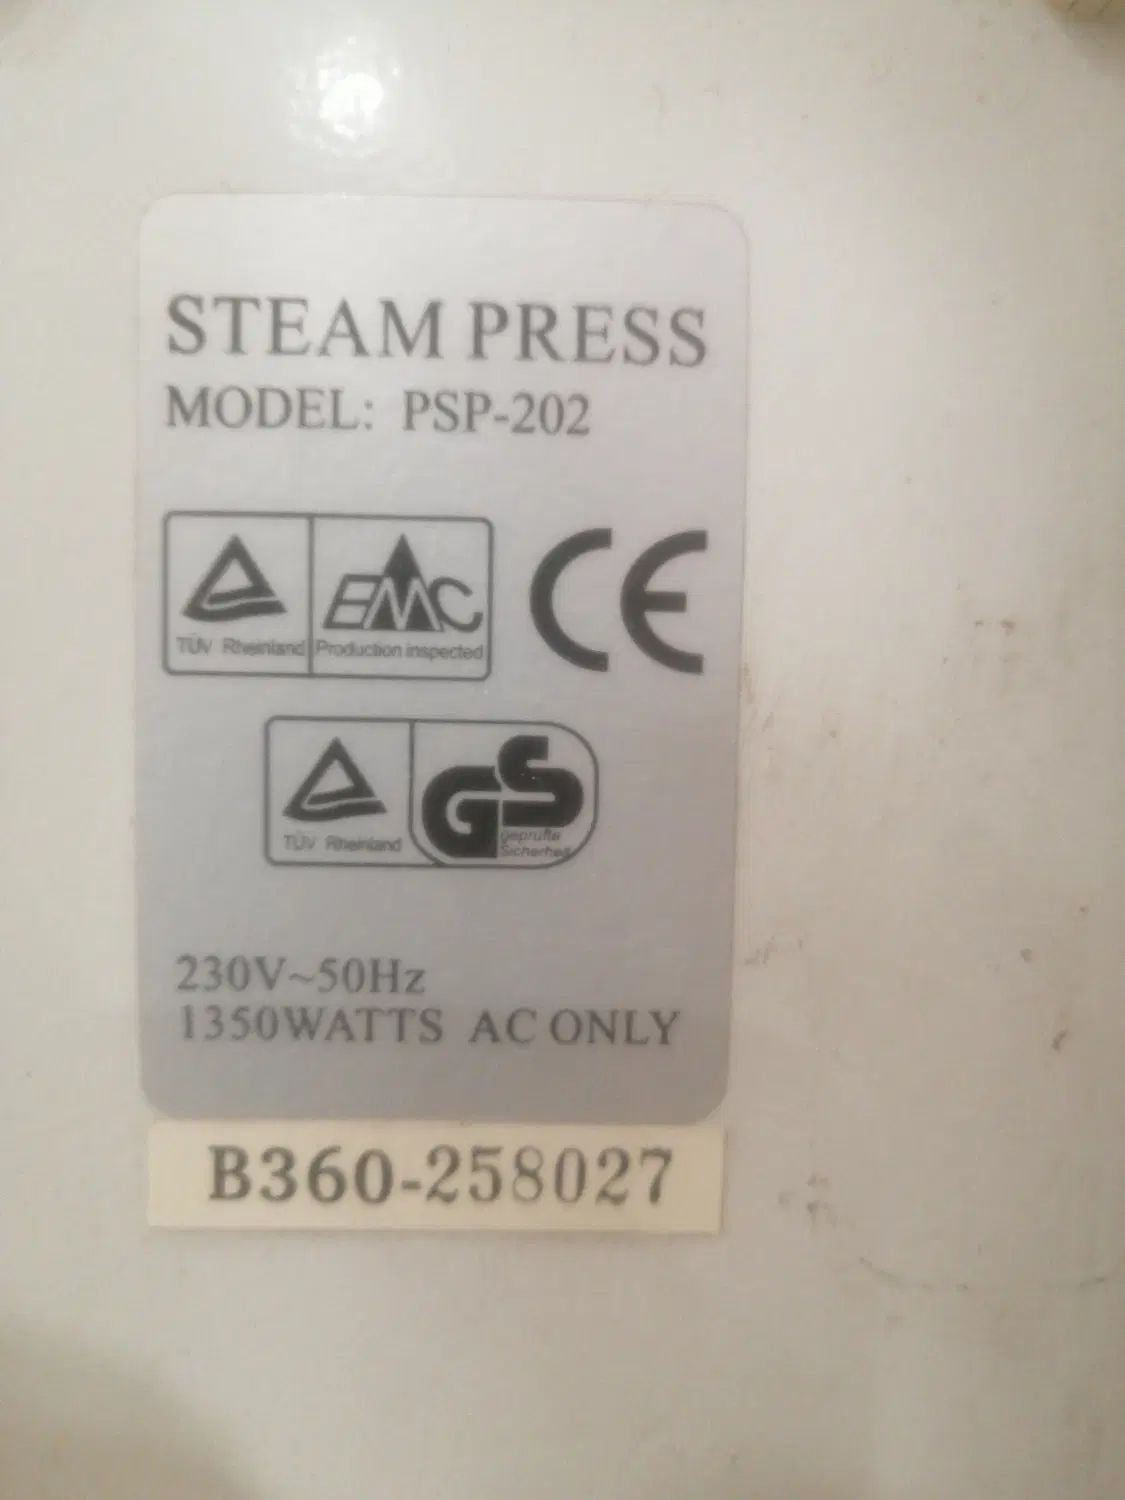 STEAM PRESS
MODEL: PSP-202
EMC
CE
TÜV Rheinland
Production inspected
GS
TÜV Rheinland
geprüfte
Sicherheit
230V~50Hz
1350WATTS AC ONLY
B360-258027